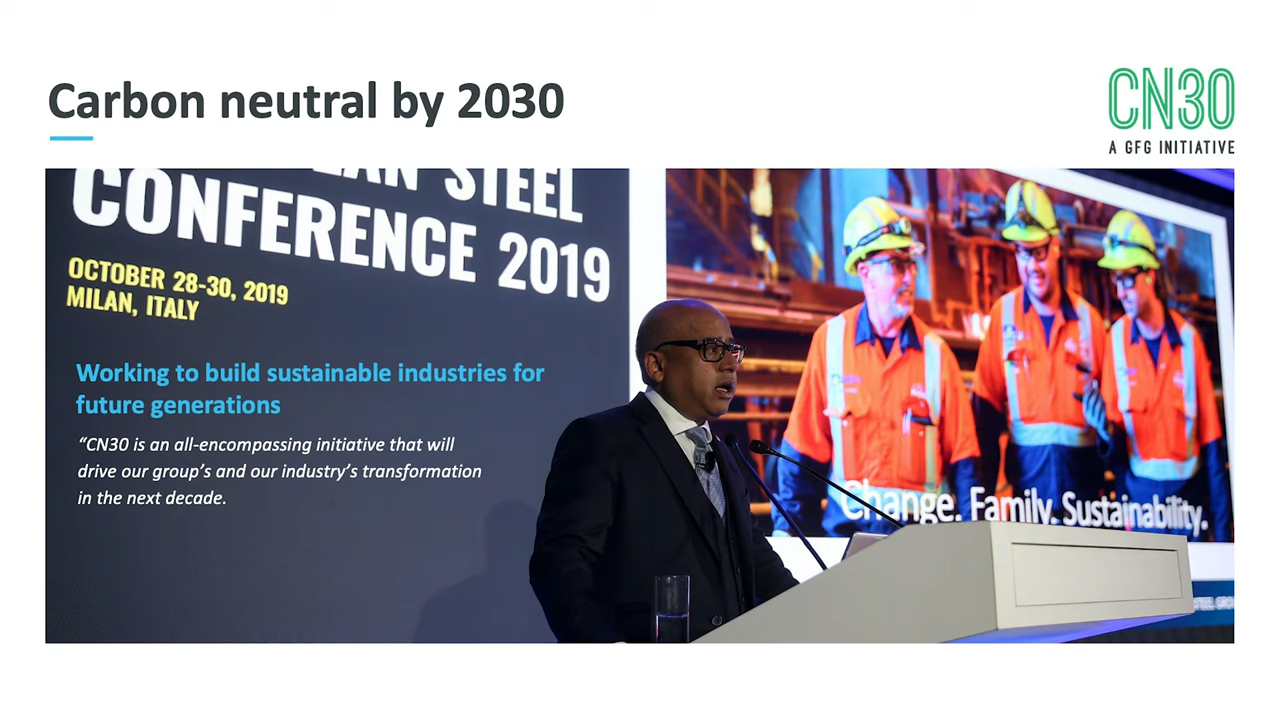 Carbon neutral by 2030
CN30
A GFG INITIATIVE
STEEL
CONFERENCE 2019
OCTOBER 28-30, 2019
MILAN, ITALY
Working to build sustainable industries for
future generations
“CN30 is an all-encompassing initiative that will
drive our group’s and our industry’s transformation
in the next decade.
Change. Family. Sustainability.